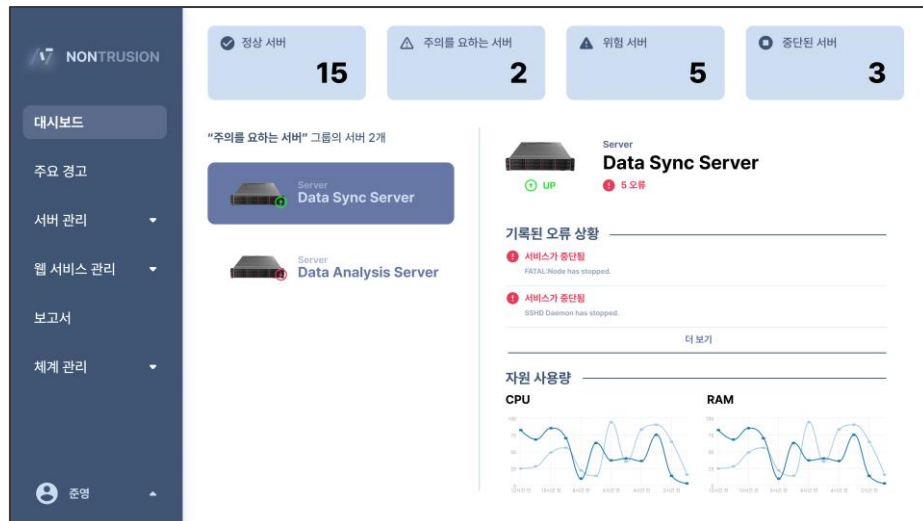 NONTRUSION
대시보드
주요 경고
서버 관리
웹 서비스 관리
보고서
체계 관리
준영
정상 서버
15
주의를 요하는 서버
2
위험 서버
5
중단된 서버
3
"주의를 요하는 서버" 그룹의 서버 2개
Server
Data Sync Server
Server
Data Analysis Server
Server
Data Sync Server
UP
5 오류
기록된 오류 상황
서비스가 중단됨
FATAL:Node has stopped.
서비스가 중단됨
SSHD Daemon has stopped.
더 보기
자원 사용량
CPU
RAM